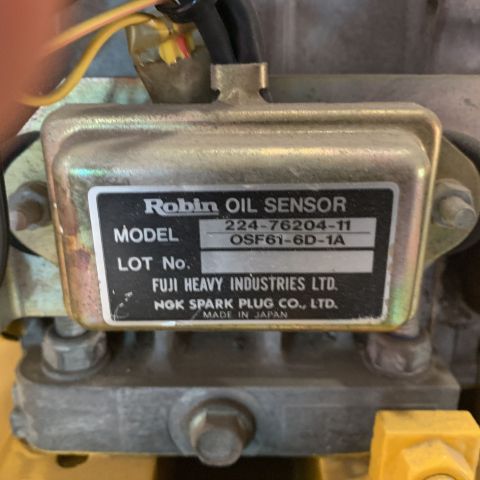 Robin OIL SENSOR
MODEL 224-76204-11
OSF61-6D-1A
LOT No.
FUJI HEAVY INDUSTRIES LTD.
NGK SPARK PLUG CO., LTD.
MADE IN JAPAN